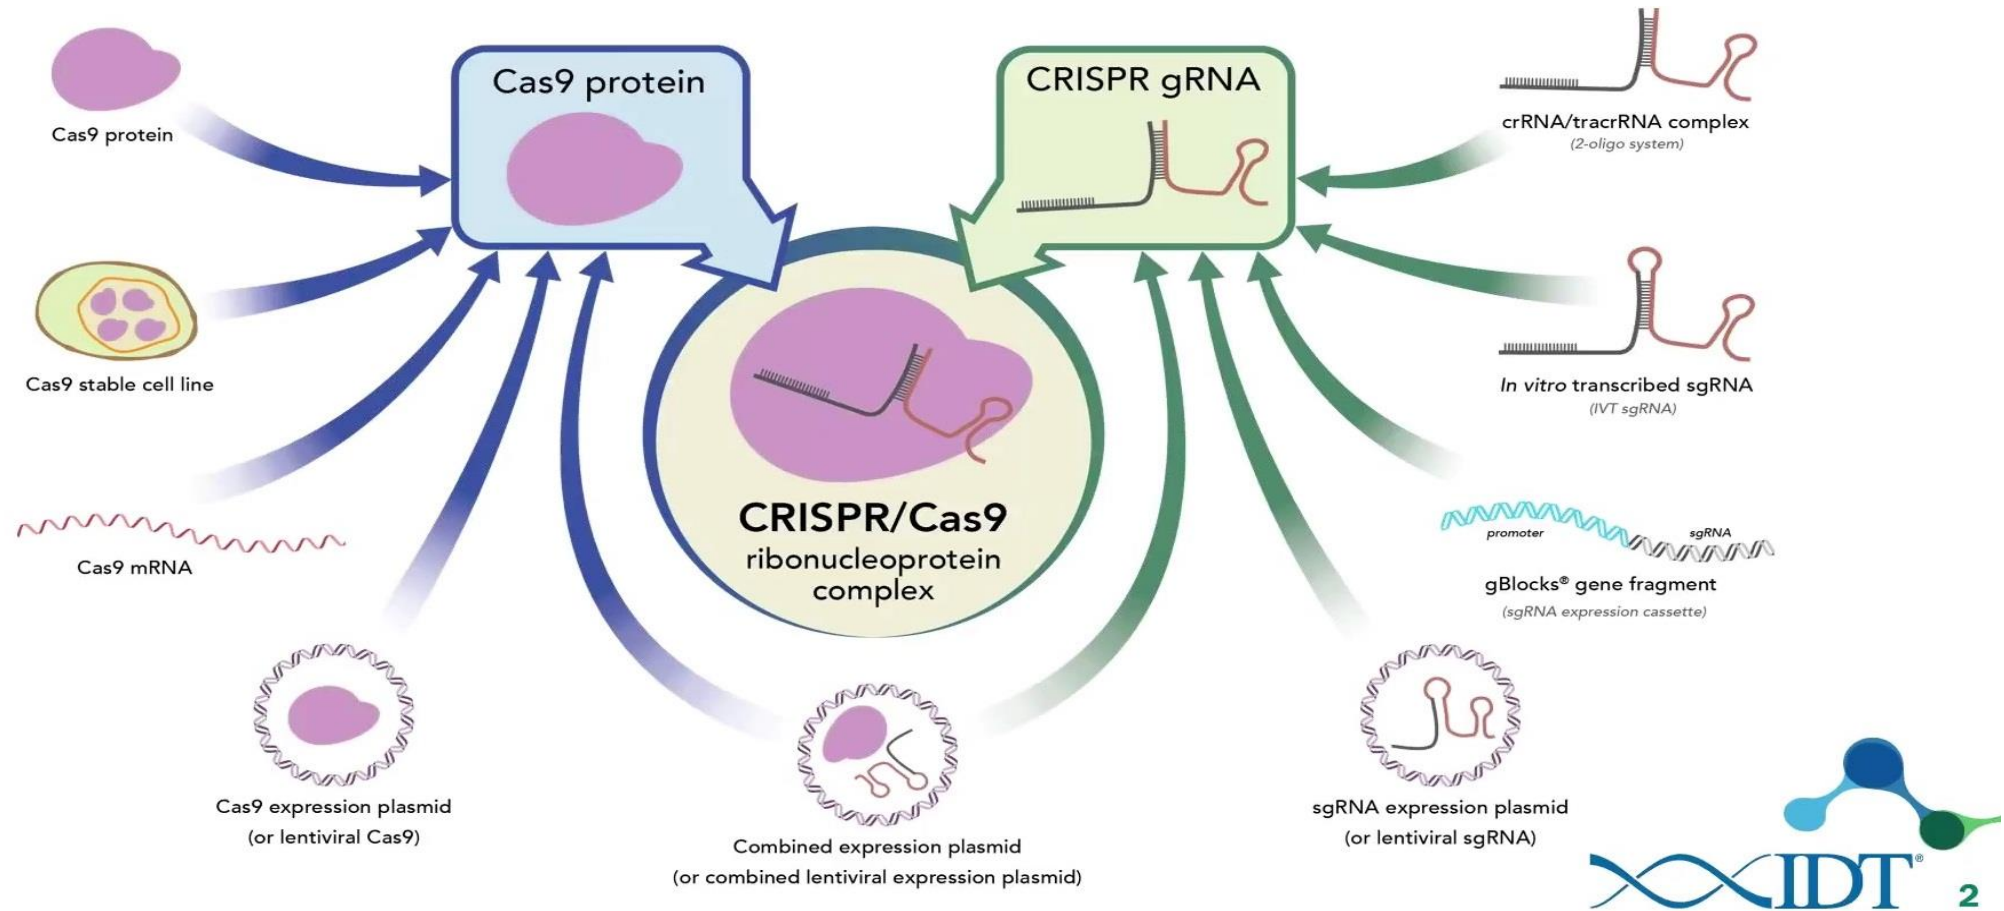 Cas9 protein
CRISPR gRNA
Cas9 protein
crRNA/tracrRNA complex
(2-oligo system)
Cas9 stable cell line
In vitro transcribed sgRNA
(IVT sgRNA)
CRISPR/Cas9
ribonucleoprotein
complex
Cas9 mRNA
promoter
sgRNA
gBlocks® gene fragment
(sgRNA expression cassette)
Cas9 expression plasmid
(or lentiviral Cas9)
Combined expression plasmid
(or combined lentiviral expression plasmid)
sgRNA expression plasmid
(or lentiviral sgRNA)
IDT®
2